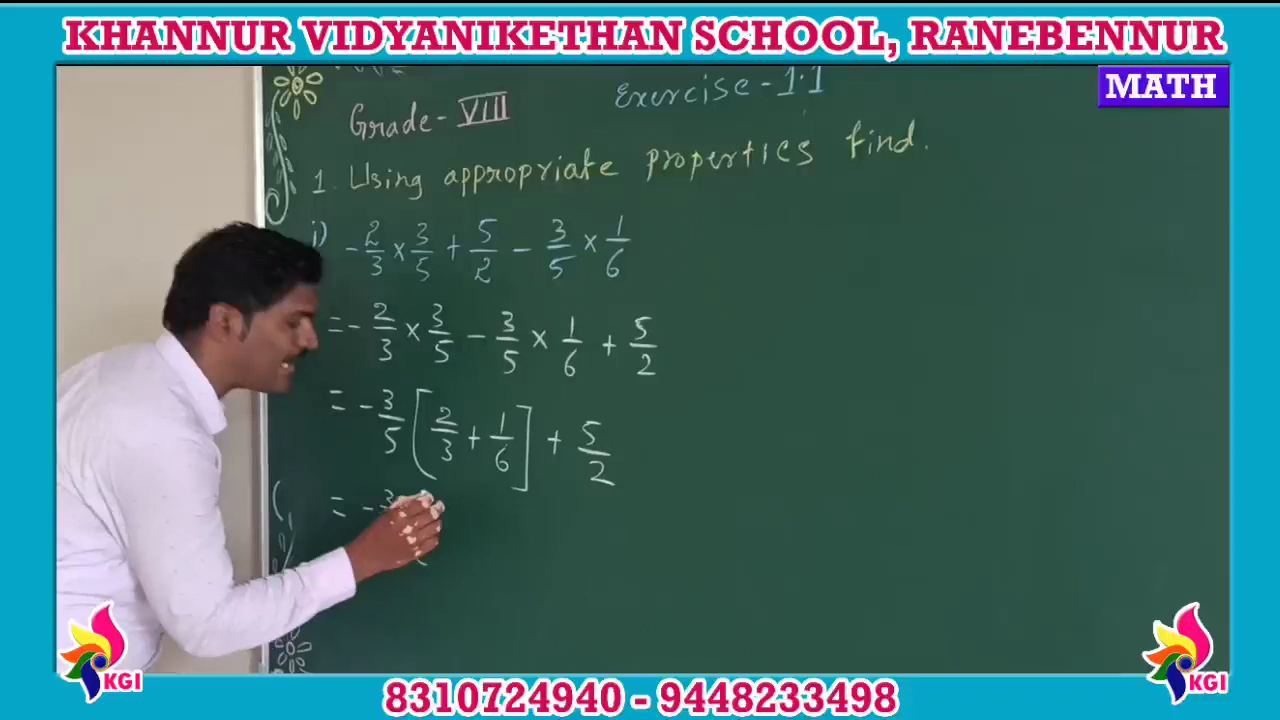 KHANNUR VIDYANIKETHAN SCHOOL, RANEBENNUR
MATH
Exercise - 1.1
Grade - VIII
1. Using appropriate properties find.
i) -2/3 × 3/5 + 5/2 - 3/5 × 1/6
= - 2/3 × 3/5 - 3/5 × 1/6 + 5/2
= - 3/5 [2/3 + 1/6] + 5/2
= - 3
KGI
KGI
8310724940 - 9448233498